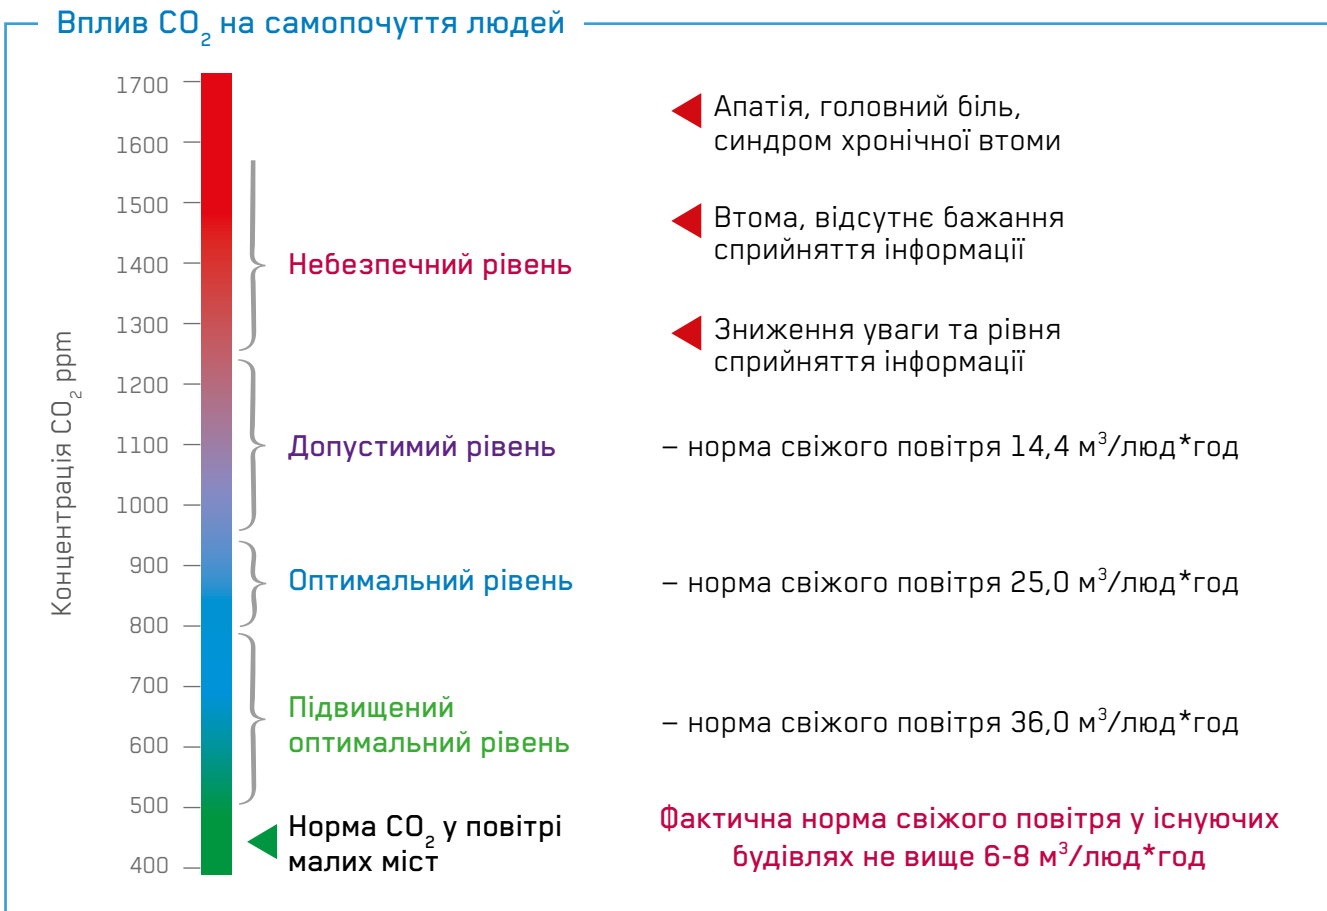 Вплив CO₂ на самопочуття людей
Концентрація CO₂ ppm
1700
1600
1500
1400
1300
1200
1100
1000
900
800
700
600
500
400
Небезпечний рівень
Допустимий рівень
Оптимальний рівень
Підвищений
оптимальний рівень
Норма CO₂ у повітрі
малих міст
Апатія, головний біль,
синдром хронічної втоми
Втома, відсутнє бажання
сприйняття інформації
Зниження уваги та рівня
сприйняття інформації
– норма свіжого повітря 14,4 м³/люд*год
– норма свіжого повітря 25,0 м³/люд*год
– норма свіжого повітря 36,0 м³/люд*год
Фактична норма свіжого повітря у існуючих
будівлях не вище 6-8 м³/люд*год